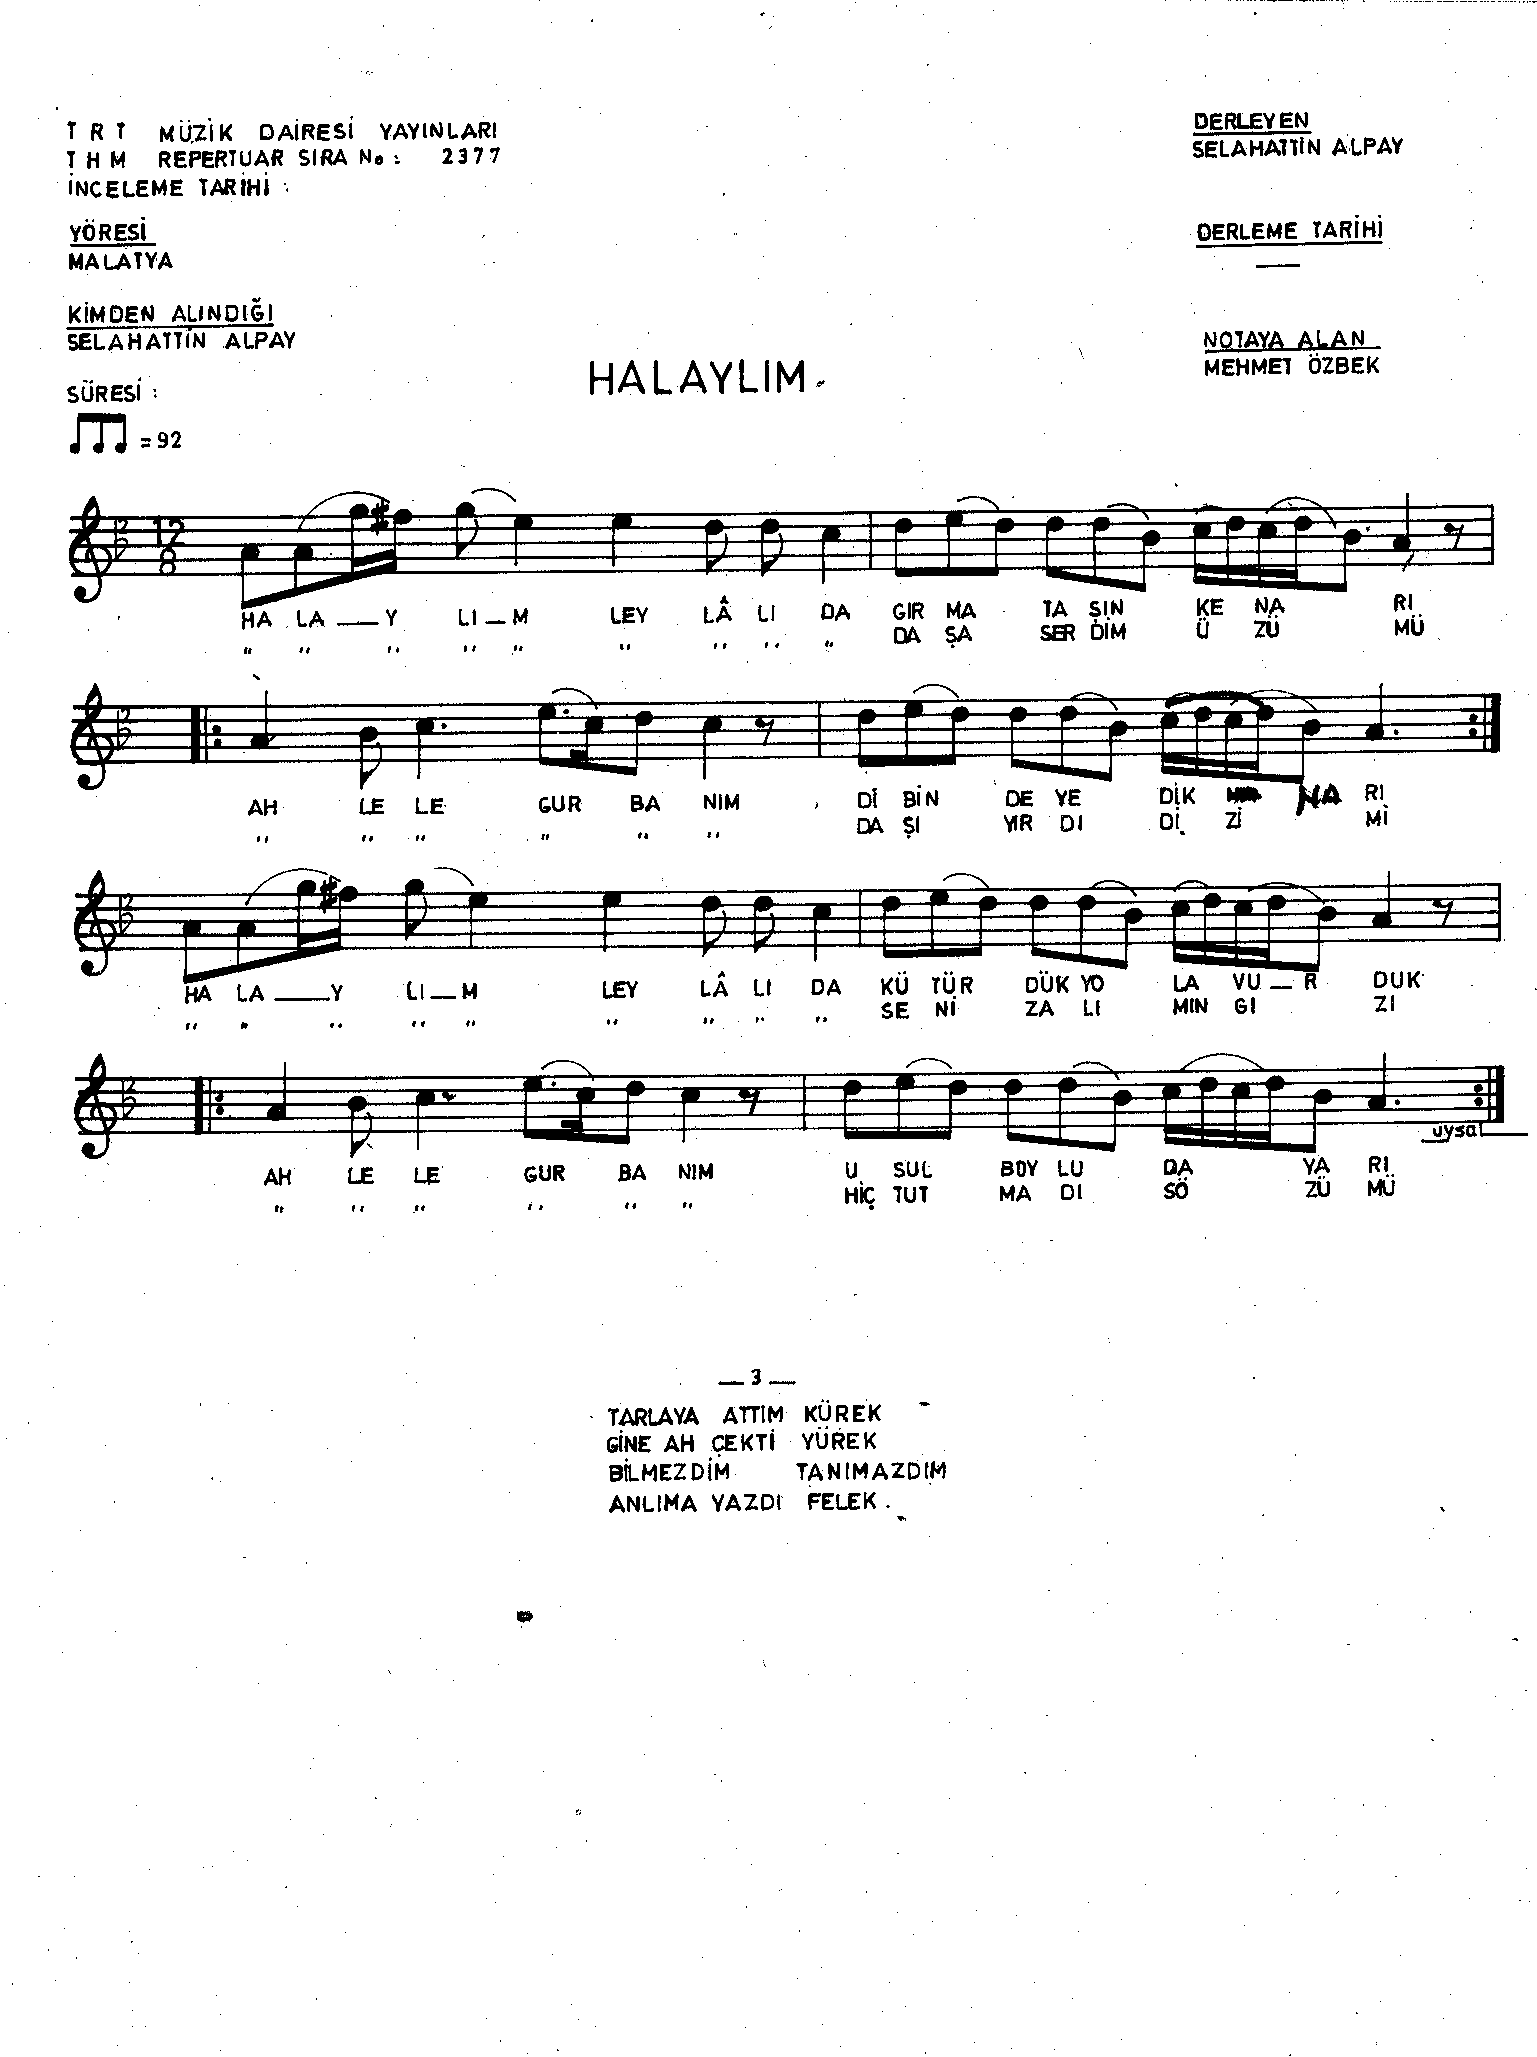 TRT MÜZİK DAİRESİ YAYINLARI
THM REPERTUAR SIRA No : 2377
İNCELEME TARİHİ :
DERLEYEN
SELAHATTİN ALPAY
YÖRESİ
MALATYA
DERLEME TARİHİ
—
KİMDEN ALINDIĞI
SELAHATTİN ALPAY
NOTAYA ALAN
MEHMET ÖZBEK
HALAYLIM
SÜRESİ :
= 92
12
8
HA LA — Y LI — M LEY LÂ LI DA GIR MA TA ŞIN KE NA RI
" " " " " " " " " DA ŞA SER DİM Ü ZÜ MÜ
AH LE LE GUR BA NIM , Dİ BİN DE YE DİK NA RI
" " " " " " DA ŞI YIR DI Dİ Zİ Mİ
HA LA — Y LI — M LEY LÂ LI DA KÜ TÜR DÜK YO LA VU — R DUK
" " " " " " " " " SE Nİ ZA LI MIN GI ZI
AH LE LE GUR BA NIM U SUL BOY LU DA YA RI
" " " " " " HİÇ TUT MA DI SÖ ZÜ MÜ
uysal
— 3 —
TARLAYA ATTIM KÜREK
GİNE AH ÇEKTİ YÜREK
BİLMEZDİM TANIMAZDIM
ANLIMA YAZDI FELEK .